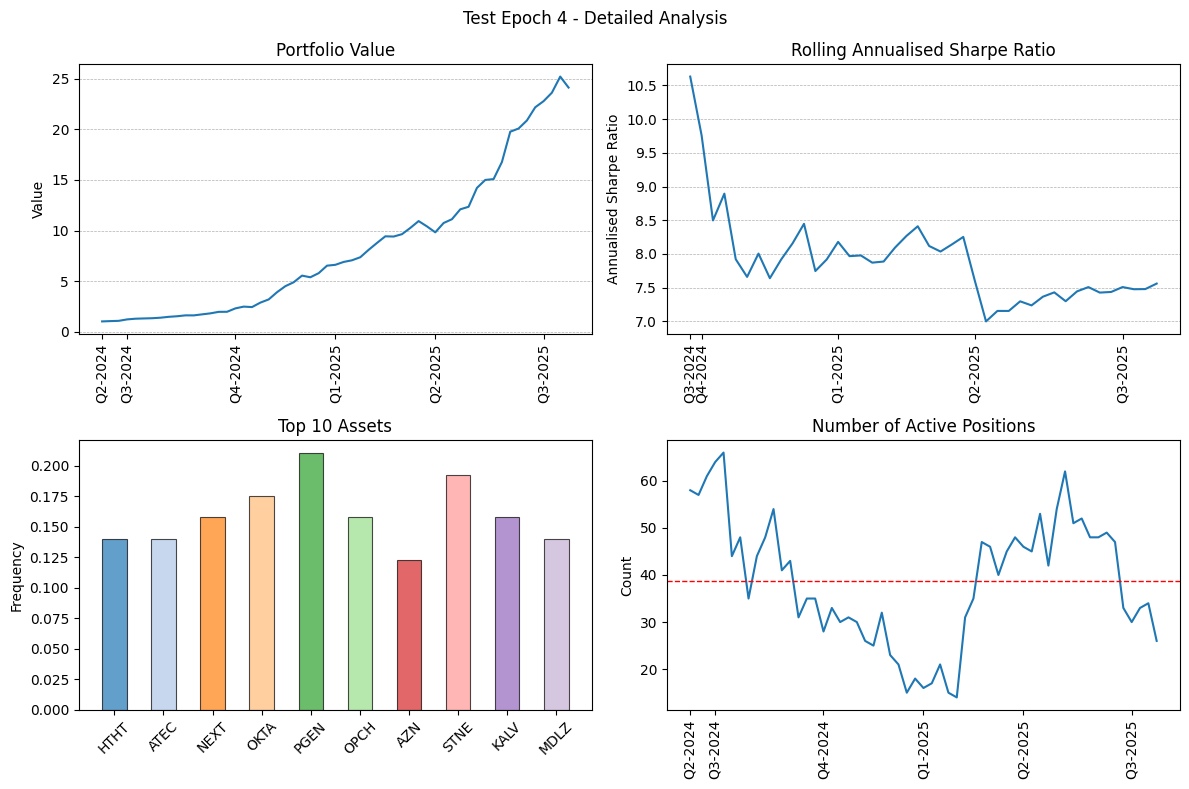 Test Epoch 4 - Detailed Analysis
Portfolio Value
Value
25
20
15
10
5
0
Q2-2024
Q3-2024
Q4-2024
Q1-2025
Q2-2025
Q3-2025
Rolling Annualised Sharpe Ratio
Annualised Sharpe Ratio
10.5
10.0
9.5
9.0
8.5
8.0
7.5
7.0
Q3-2024
Q4-2024
Q1-2025
Q2-2025
Q3-2025
Top 10 Assets
Frequency
0.200
0.175
0.150
0.125
0.100
0.075
0.050
0.025
0.000
HTHT
ATEC
NEXT
OKTA
PGEN
OPCH
AZN
STNE
KALV
MDLZ
Number of Active Positions
Count
60
50
40
30
20
Q2-2024
Q3-2024
Q4-2024
Q1-2025
Q2-2025
Q3-2025